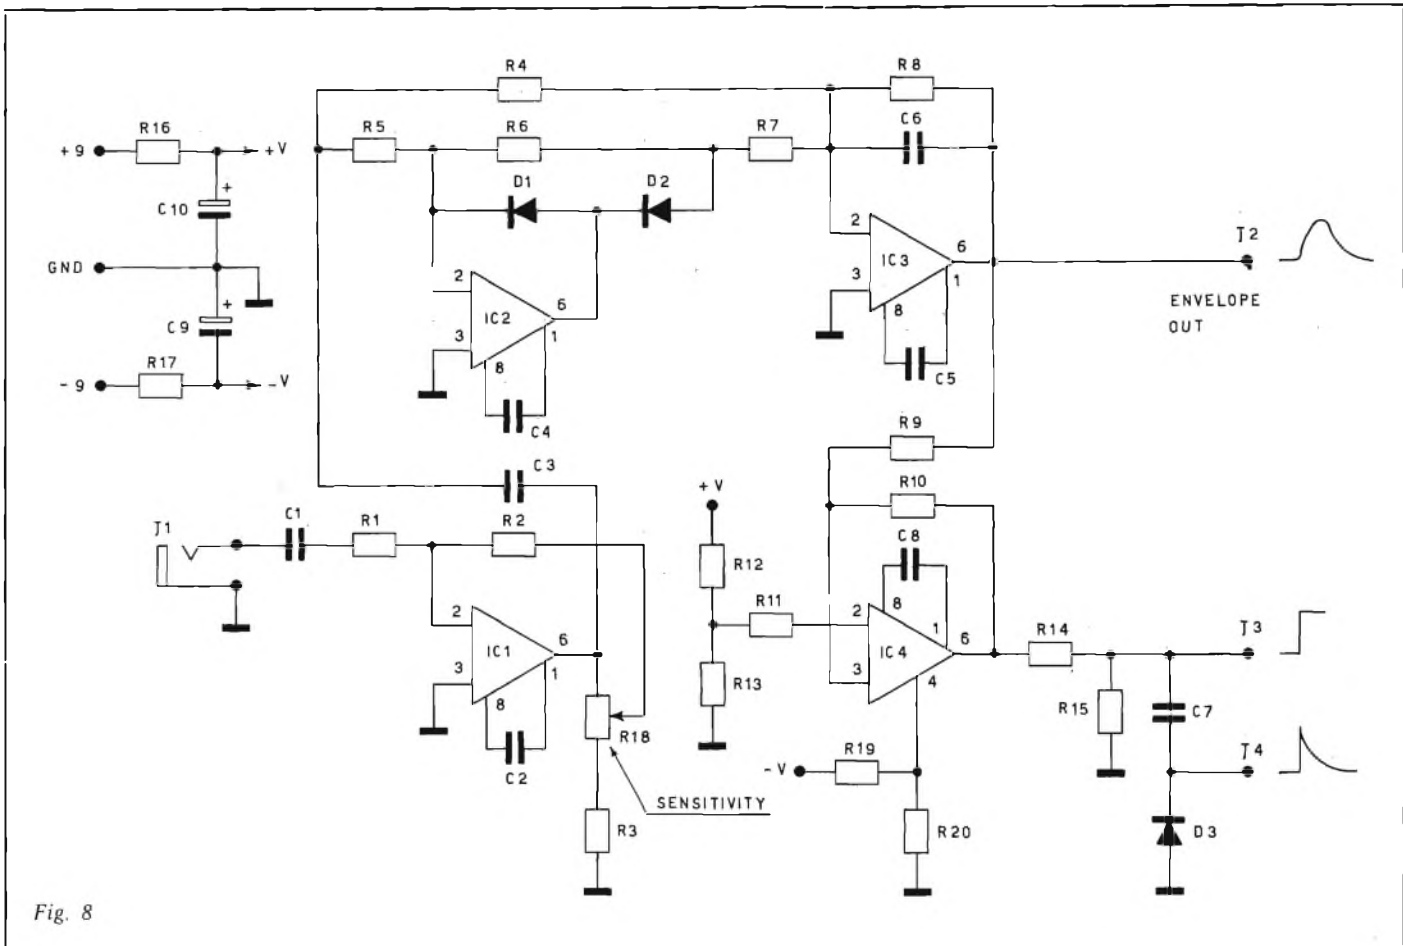 R4
R8
R16
R5
R6
R7
C6
+9
+V
D1
D2
+
C10
2
6
J2
IC3
3
1
GND
2
6
8
ENVELOPE
OUT
+
C9
IC2
3
1
R17
8
C5
-9
-V
C4
R9
C3
+V
R10
C1
J1
R1
R2
C8
R12
R11
8
2
2
1
6
R14
J3
6
IC1
IC4
3
1
3
4
R13
8
R15
C7
R18
C2
R19
J4
-V
SENSITIVITY
R3
R20
D3
Fig. 8